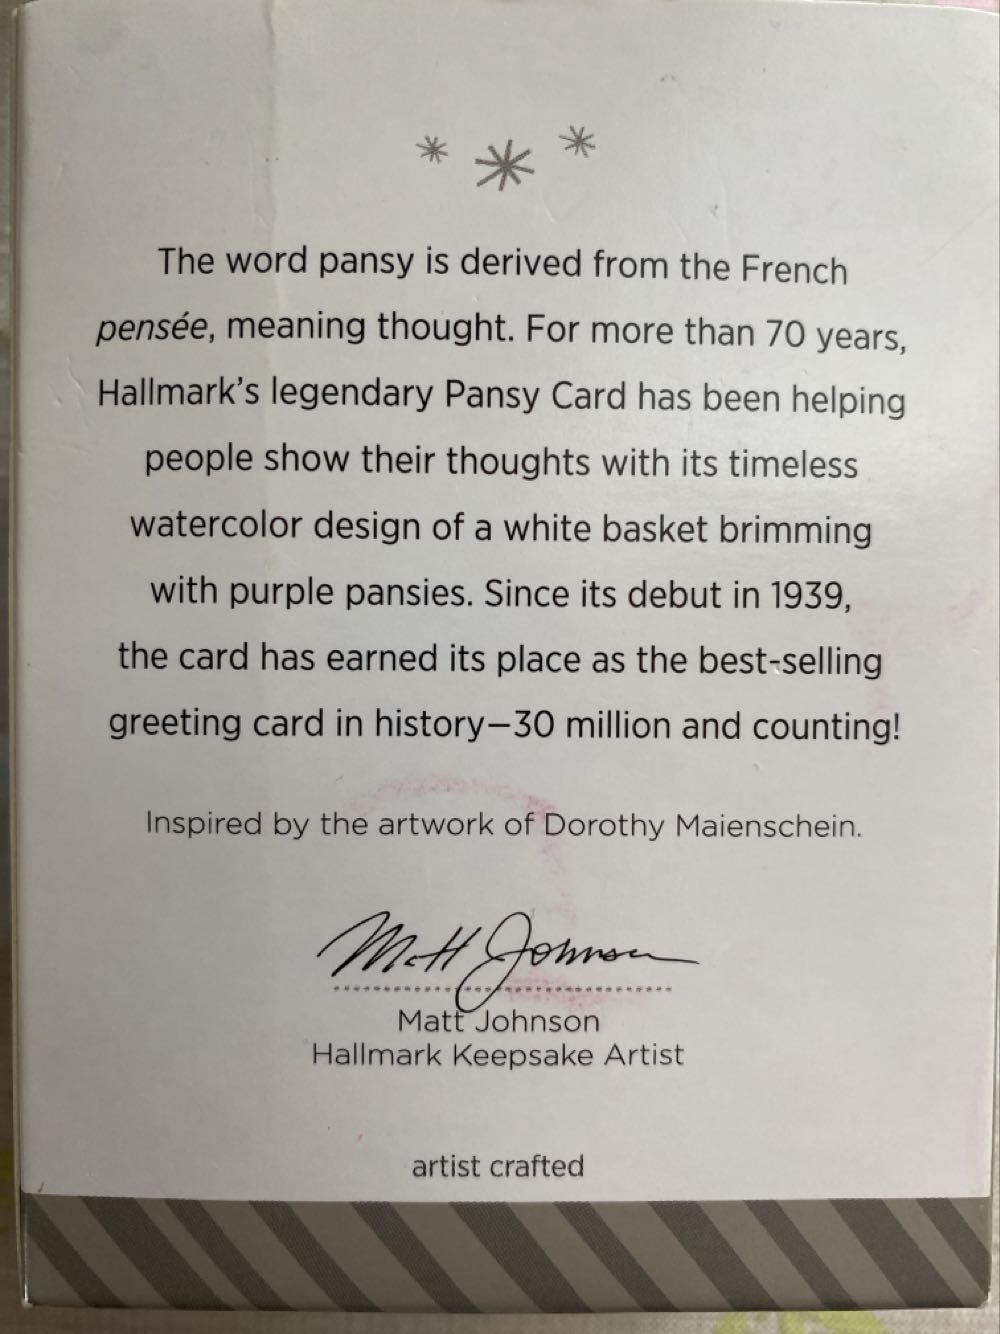 The word pansy is derived from the French
pensée, meaning thought. For more than 70 years,
Hallmark's legendary Pansy Card has been helping
people show their thoughts with its timeless
watercolor design of a white basket brimming
with purple pansies. Since its debut in 1939,
the card has earned its place as the best-selling
greeting card in history—30 million and counting!
Inspired by the artwork of Dorothy Maienschein.
Matt Johnson
Matt Johnson
Hallmark Keepsake Artist
artist crafted